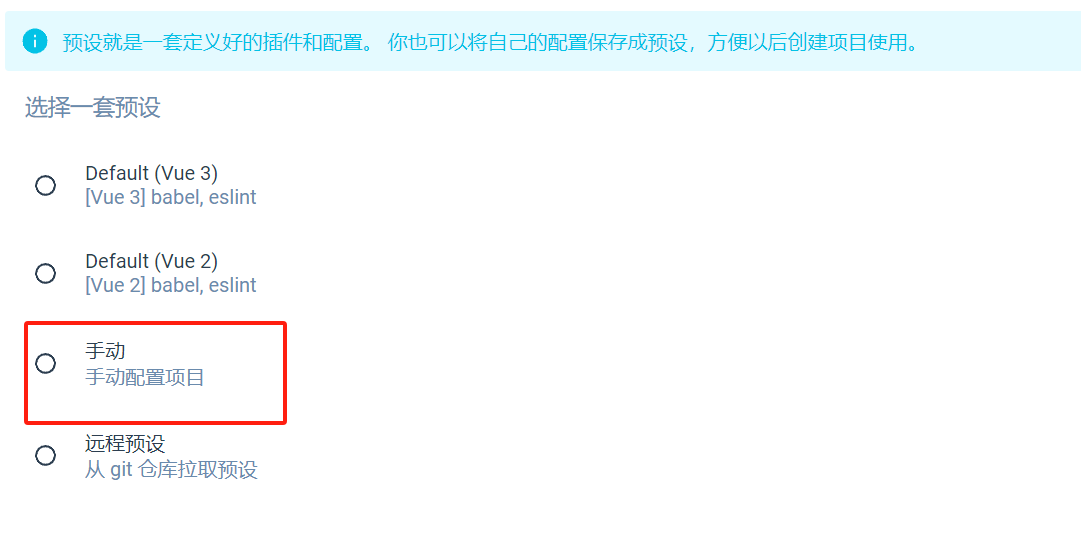 预设就是一套定义好的插件和配置。 你也可以将自己的配置保存成预设，方便以后创建项目使用。
选择一套预设
Default (Vue 3)
[Vue 3] babel, eslint
Default (Vue 2)
[Vue 2] babel, eslint
手动
手动配置项目
远程预设
从 git 仓库拉取预设